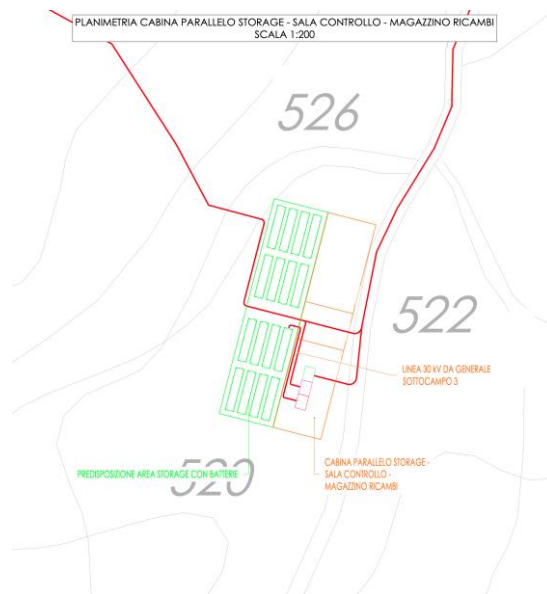 PLANIMETRIA CABINA PARALLELO STORAGE - SALA CONTROLLO - MAGAZZINO RICAMBI
SCALA 1:200
526
522
LINEA 30 kV DA GENERALE
SOTTOCAMPO 3
CABINA PARALLELO STORAGE -
SALA CONTROLLO -
MAGAZZINO RICAMBI
PREDISPOSIZIONE AREA STORAGE CON BATTERIE
520